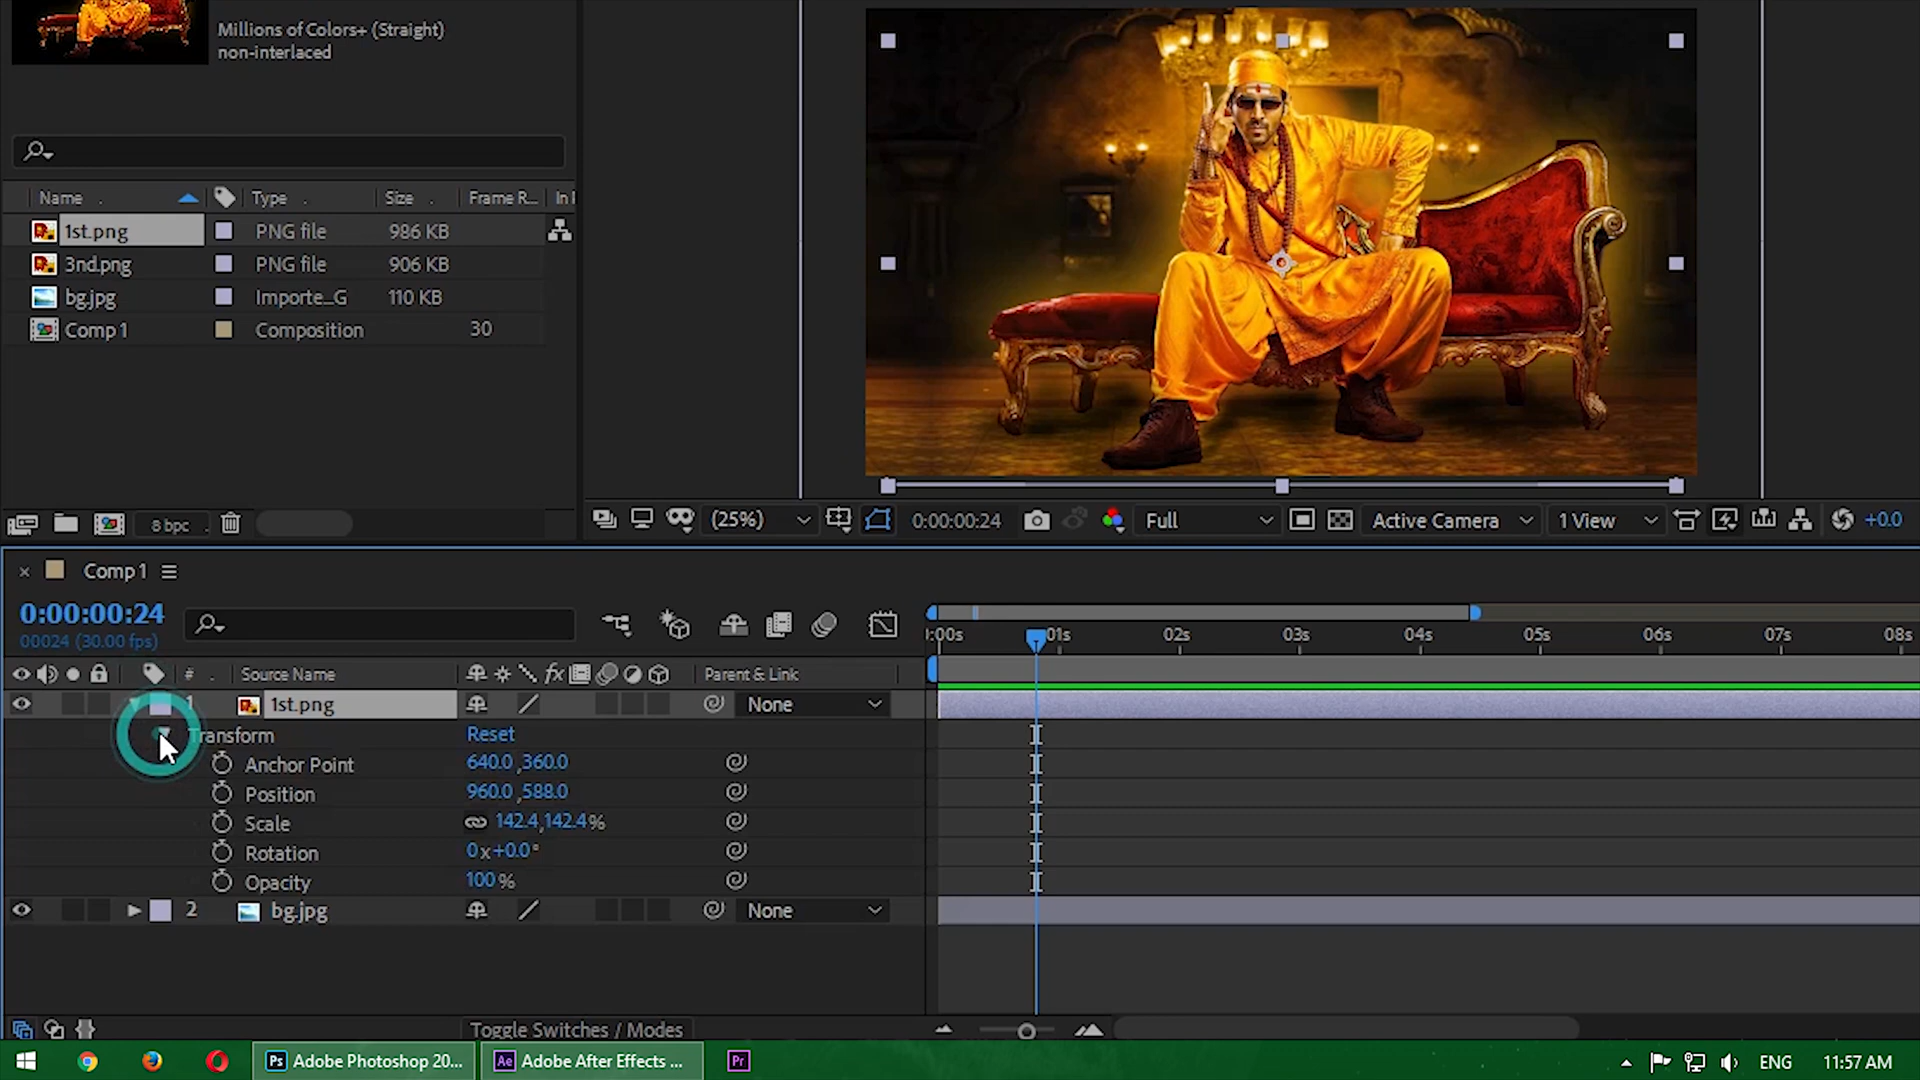 Millions of Colors+ (Straight)
non-interlaced
Name Type Size Frame R... In
1st.png PNG file 986 KB
3nd.png PNG file 906 KB
bg.jpg Importe...G 110 KB
Comp 1 Composition 30
8 bpc
(25%) 0:00:00:24 Full Active Camera 1 View +0.0
× Comp 1
0:00:00:24
00024 (30.00 fps)
:00s 01s 02s 03s 04s 05s 06s 07s 08s
# Source Name fx Parent & Link
1 1st.png None
Transform Reset
Anchor Point 640.0,360.0
Position 960.0,588.0
Scale 142.4,142.4%
Rotation 0x+0.0°
Opacity 100%
2 bg.jpg None
Toggle Switches / Modes
Ps Adobe Photoshop 20... Ae Adobe After Effects ... Pr ENG 11:57 AM